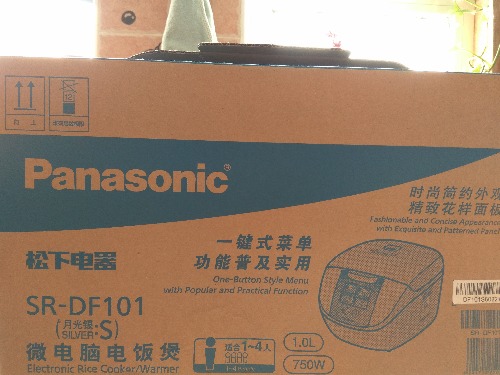 向上
Panasonic®
时尚简约外观
精致花样面板
Fashionable and Concise Appearance
with Exquisite and Patterned Panel
松下电器
一键式菜单
功能普及实用
One-Button Style Menu
with Popular and Practical Function
SR-DF101
(月光银
SILVER·S)
微电脑电饭煲
Electronic Rice Cooker/Warmer
适合1~4人
1.0L
750W